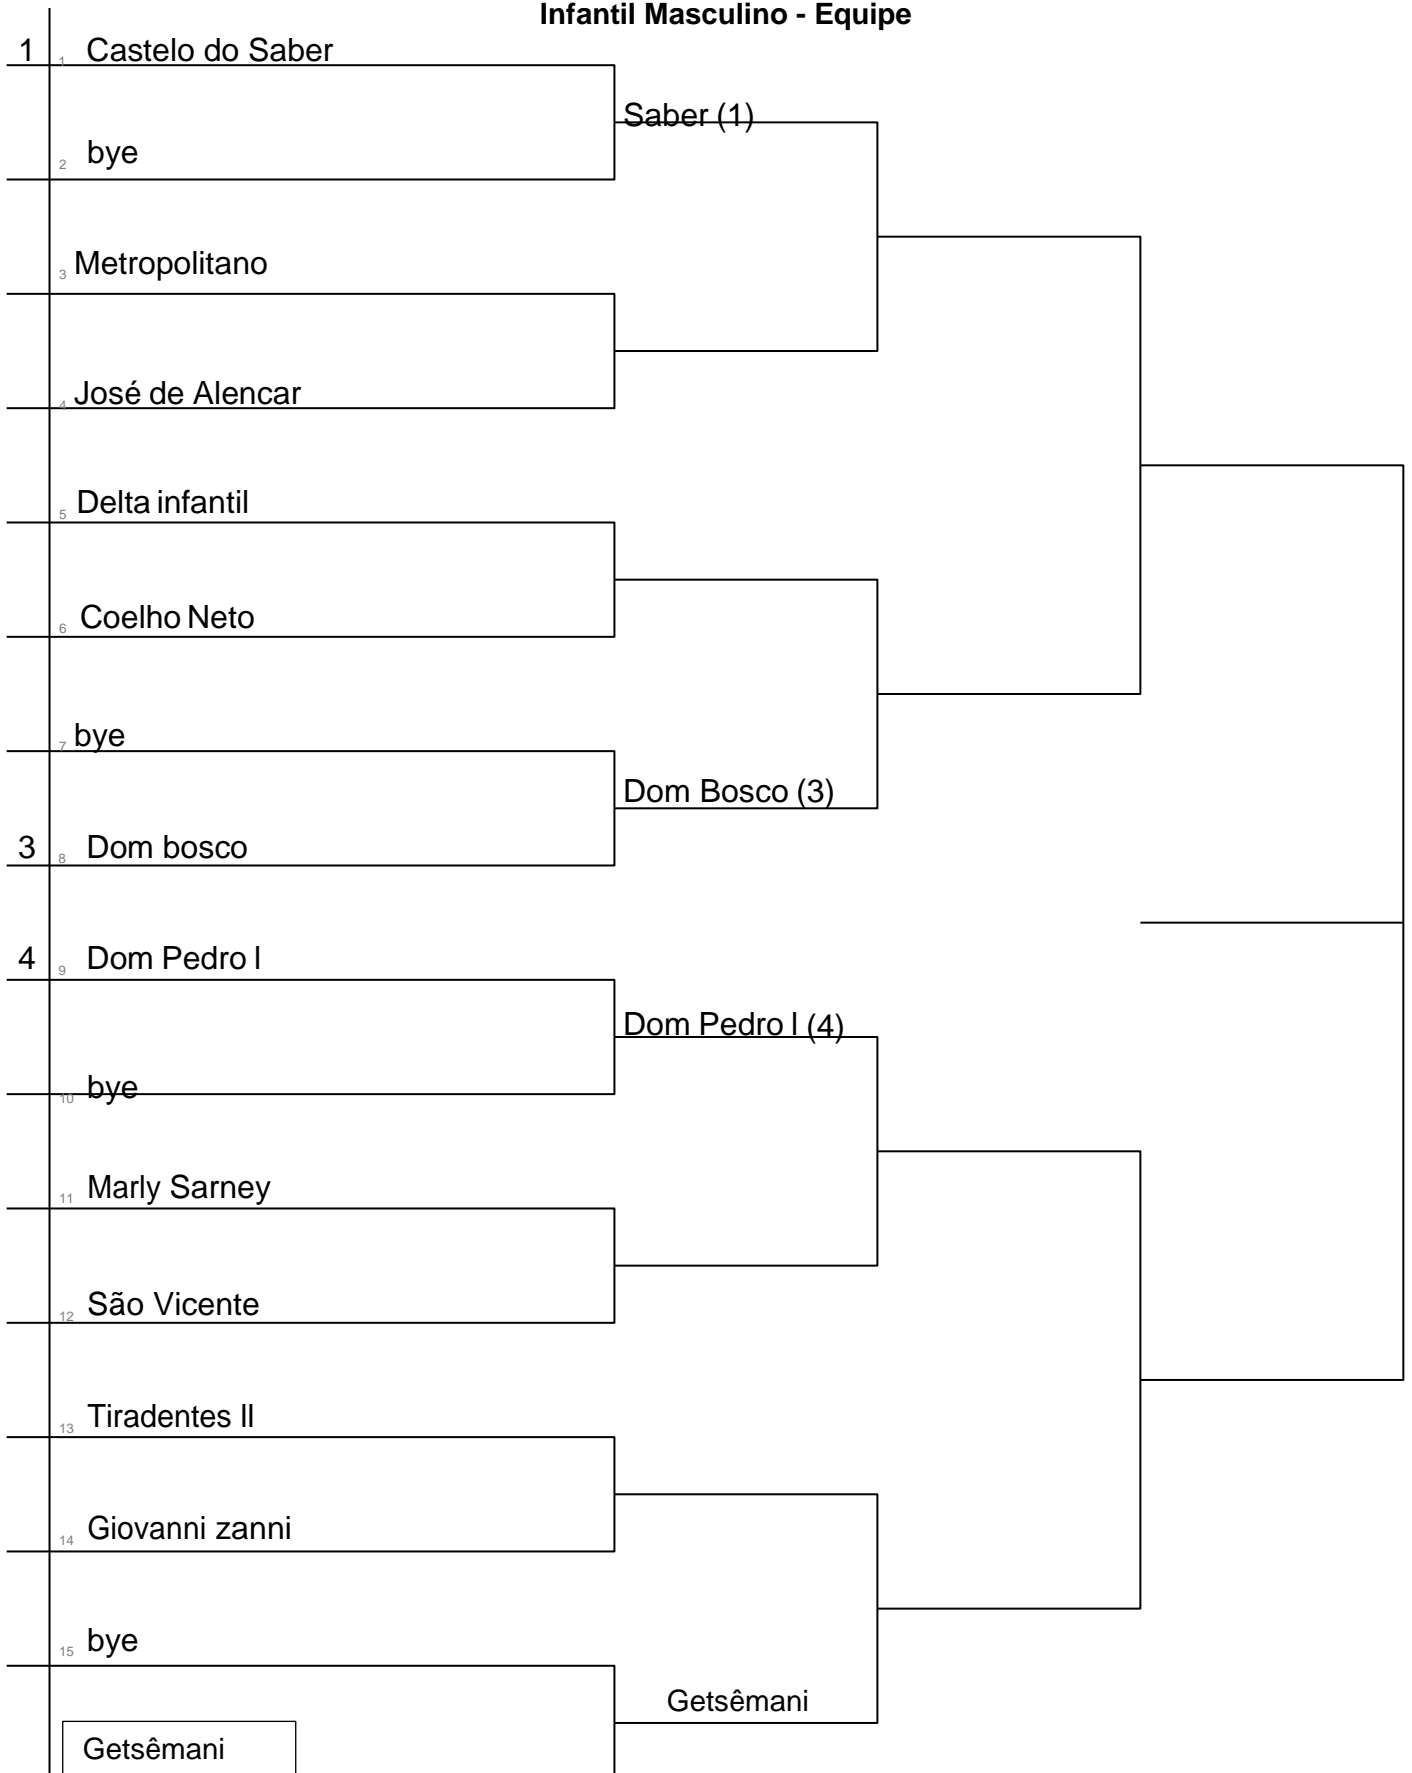 Infantil Masculino - Equipe
1 1 Castelo do Saber
Saber (1)
2 bye
3 Metropolitano
4 José de Alencar
5 Delta infantil
6 Coelho Neto
7 bye
Dom Bosco (3)
3 8 Dom bosco
4 9 Dom Pedro I
Dom Pedro I (4)
10 bye
11 Marly Sarney
12 São Vicente
13 Tiradentes II
14 Giovanni zanni
15 bye
Getsêmani
Getsêmani